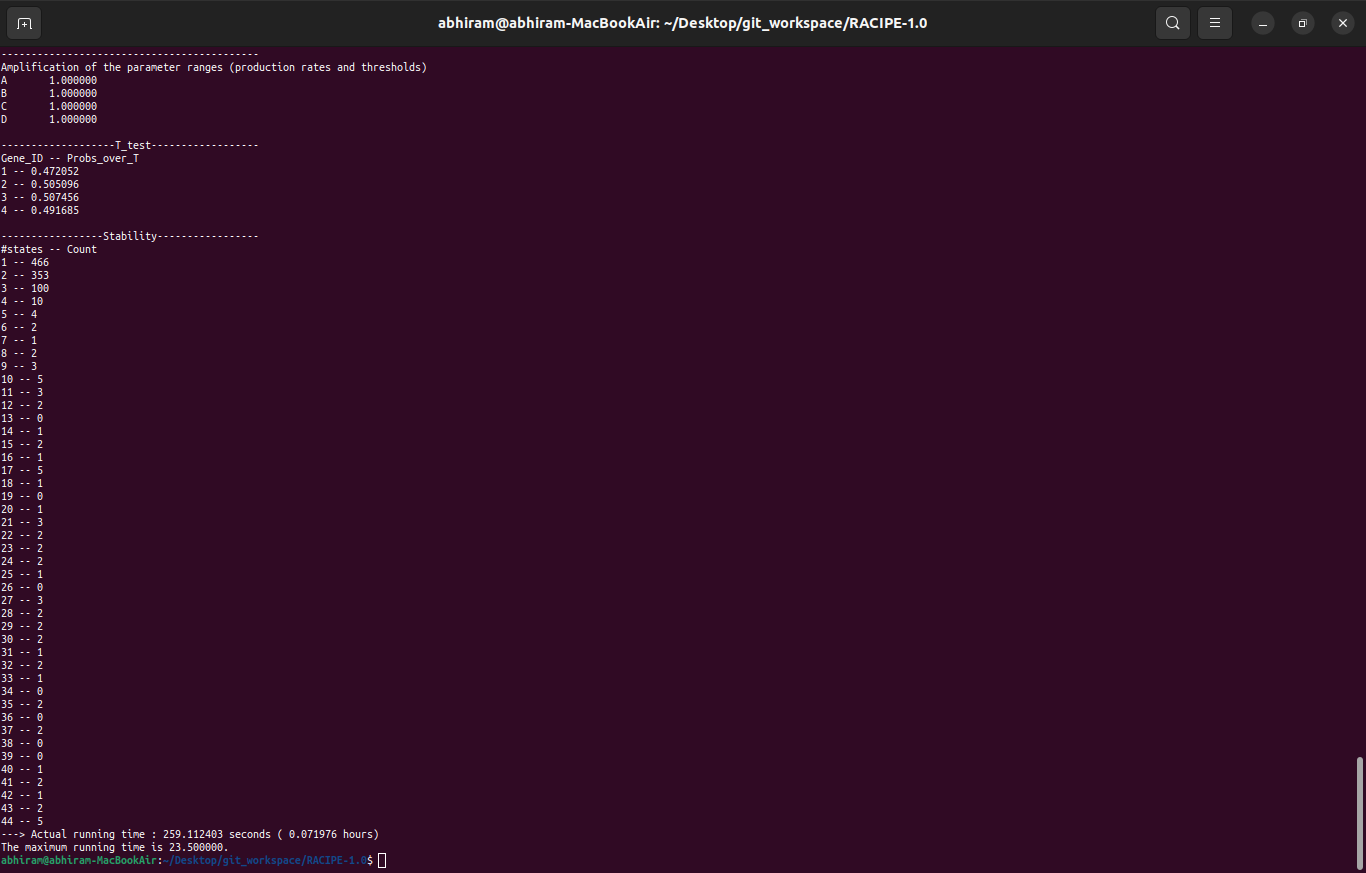 abhiram@abhiram-MacBookAir: ~/Desktop/git_workspace/RACIPE-1.0
-------------------------------------------
Amplification of the parameter ranges (production rates and thresholds)
A       1.000000
B       1.000000
C       1.000000
D       1.000000
-------------------T_test------------------
Gene_ID -- Probs_over_T
1 -- 0.472052
2 -- 0.505096
3 -- 0.507456
4 -- 0.491685
-----------------Stability-----------------
#states -- Count
1 -- 466
2 -- 353
3 -- 100
4 -- 10
5 -- 4
6 -- 2
7 -- 1
8 -- 2
9 -- 3
10 -- 5
11 -- 3
12 -- 2
13 -- 0
14 -- 1
15 -- 2
16 -- 1
17 -- 5
18 -- 1
19 -- 0
20 -- 1
21 -- 3
22 -- 2
23 -- 2
24 -- 2
25 -- 1
26 -- 0
27 -- 3
28 -- 2
29 -- 2
30 -- 2
31 -- 1
32 -- 2
33 -- 1
34 -- 0
35 -- 2
36 -- 0
37 -- 2
38 -- 0
39 -- 0
40 -- 1
41 -- 2
42 -- 1
43 -- 2
44 -- 5
---> Actual running time : 259.112403 seconds ( 0.071976 hours)
The maximum running time is 23.500000.
abhiram@abhiram-MacBookAir:~/Desktop/git_workspace/RACIPE-1.0$